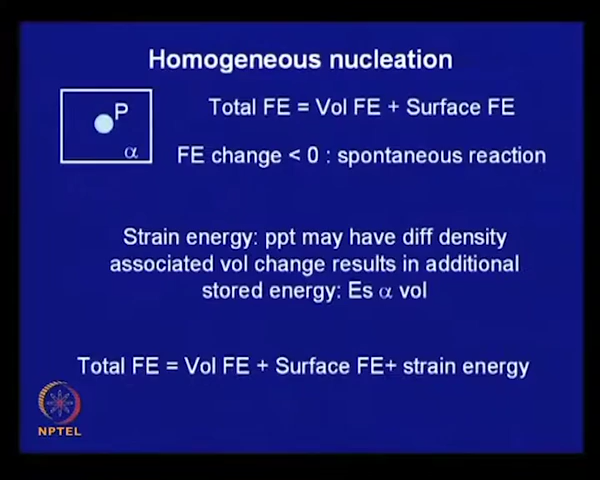 Homogeneous nucleation
P
α
Total FE = Vol FE + Surface FE
FE change < 0 : spontaneous reaction
Strain energy: ppt may have diff density
associated vol change results in additional
stored energy: Es α vol
Total FE = Vol FE + Surface FE+ strain energy
NPTEL